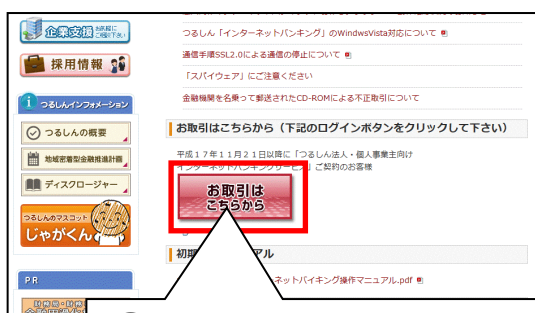 企業支援 お気軽に ご相談下さい
採用情報
つるしんインフォメーション
つるしんの概要
地域密着型金融推進計画
ディスクロージャー
つるしんのマスコット
じゃがくん
PR
つるしん「インターネットバンキング」のWindwsVista対応について
通信手順SSL2.0による通信の停止について
「スパイウェア」にご注意ください
金融機関を名乗って郵送されたCD-ROMによる不正取引について
お取引はこちらから（下記のログインボタンをクリックして下さい）
平成17年11月21日以降に「つるしん法人・個人事業主向け
インターネットバンキングサービス」ご契約のお客様
お取引は
こちらから
初期
アル
ネットバイキング操作マニュアル.pdf